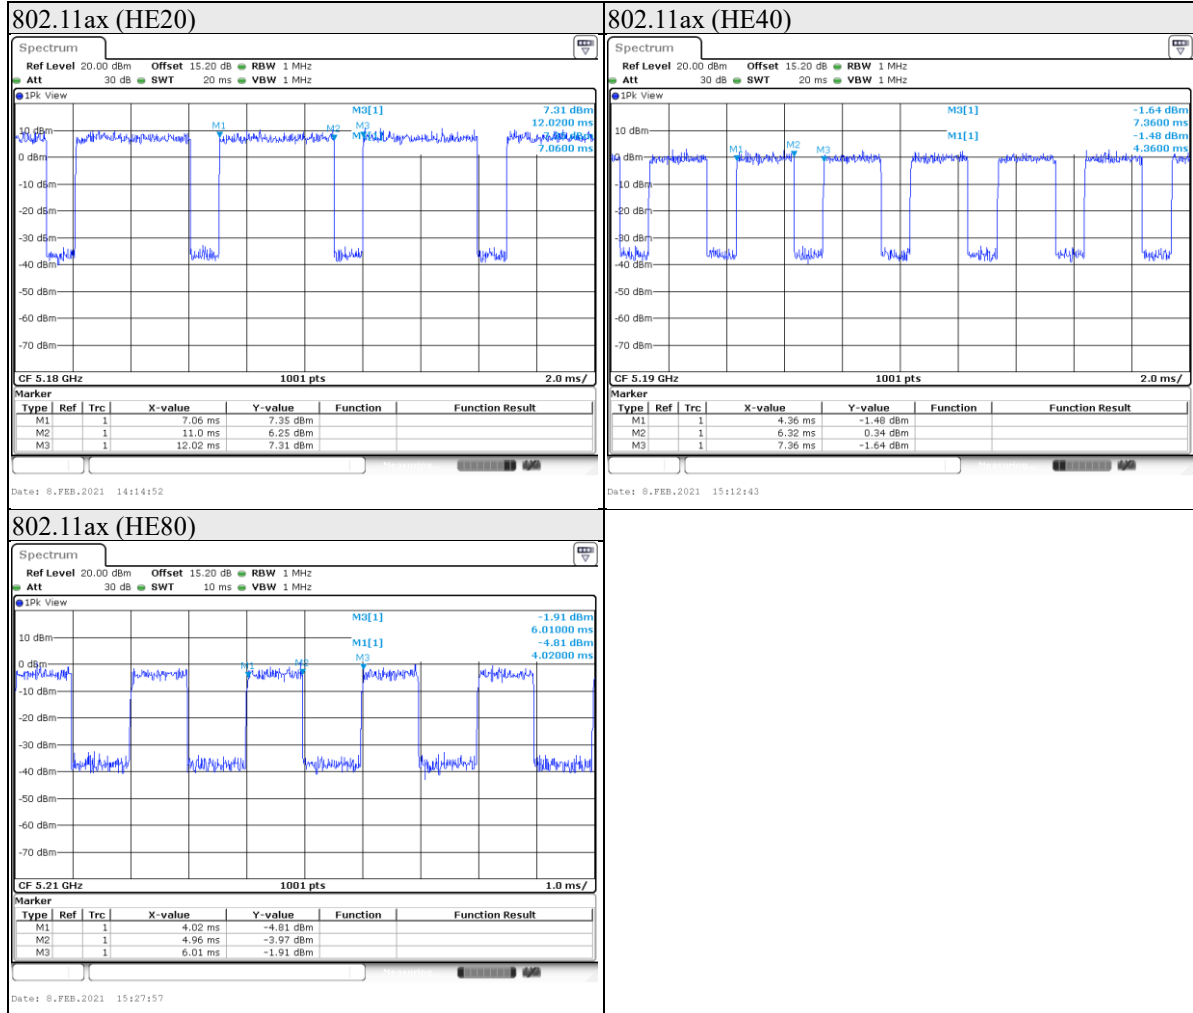 802.11ax (HE20)
Spectrum
Ref Level 20.00 dBm Offset 15.20 dB RBW 1 MHz
Att 30 dB SWT 20 ms VBW 1 MHz
1Pk View
M3[1] 7.31 dBm
12.0200 ms
7.0600 ms
M1
M2
M3
10 dBm
0 dBm
-10 dBm
-20 dBm
-30 dBm
-40 dBm
-50 dBm
-60 dBm
-70 dBm
CF 5.18 GHz 1001 pts 2.0 ms/
Marker
Type Ref Trc X-value Y-value Function Function Result
M1 1 7.06 ms 7.35 dBm
M2 1 11.0 ms 6.25 dBm
M3 1 12.02 ms 7.31 dBm
Date: 8.FEB.2021 14:14:52
802.11ax (HE40)
Spectrum
Ref Level 20.00 dBm Offset 15.20 dB RBW 1 MHz
Att 30 dB SWT 20 ms VBW 1 MHz
1Pk View
M3[1] -1.64 dBm
7.3600 ms
M1[1] -1.48 dBm
4.3600 ms
M1
M2
M3
10 dBm
0 dBm
-10 dBm
-20 dBm
-30 dBm
-40 dBm
-50 dBm
-60 dBm
-70 dBm
CF 5.19 GHz 1001 pts 2.0 ms/
Marker
Type Ref Trc X-value Y-value Function Function Result
M1 1 4.36 ms -1.48 dBm
M2 1 6.32 ms 0.34 dBm
M3 1 7.36 ms -1.64 dBm
Date: 8.FEB.2021 15:12:43
802.11ax (HE80)
Spectrum
Ref Level 20.00 dBm Offset 15.20 dB RBW 1 MHz
Att 30 dB SWT 10 ms VBW 1 MHz
1Pk View
M3[1] -1.91 dBm
6.01000 ms
M1[1] -4.81 dBm
4.02000 ms
M1
M2
M3
10 dBm
0 dBm
-10 dBm
-20 dBm
-30 dBm
-40 dBm
-50 dBm
-60 dBm
-70 dBm
CF 5.21 GHz 1001 pts 1.0 ms/
Marker
Type Ref Trc X-value Y-value Function Function Result
M1 1 4.02 ms -4.81 dBm
M2 1 4.96 ms -3.97 dBm
M3 1 6.01 ms -1.91 dBm
Date: 8.FEB.2021 15:27:57